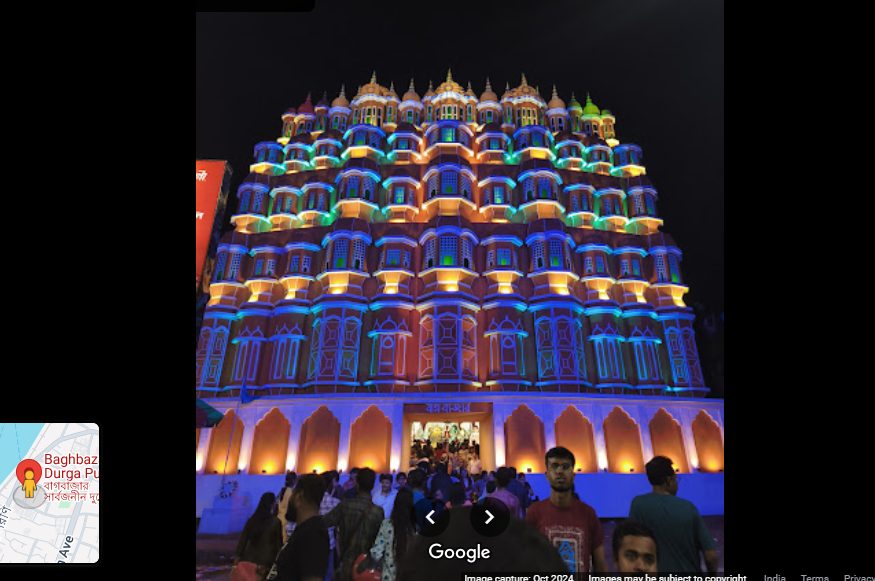 Baghbaz
Durga Pu
বাগবাজার
সার্বজনীন দু
n Ave
Google
Image capture: Oct 2024 Images may be subject to copyright. India Terms Privacy